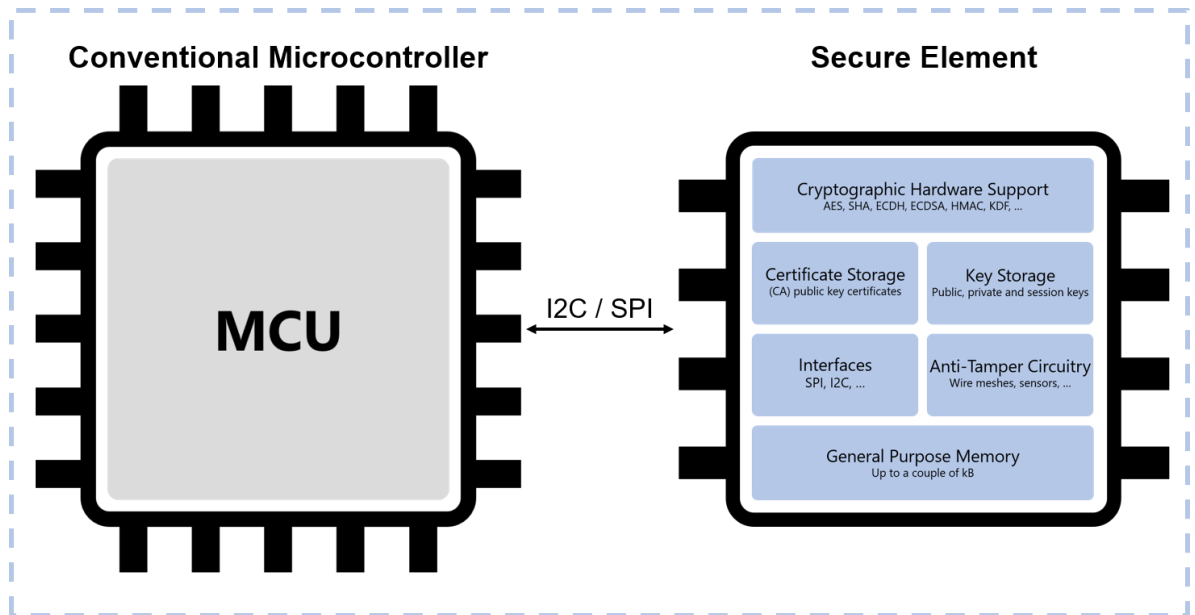 Conventional Microcontroller
Secure Element
MCU
I2C / SPI
Cryptographic Hardware Support
AES, SHA, ECDH, ECDSA, HMAC, KDF, ...
Certificate Storage
(CA) public key certificates
Key Storage
Public, private and session keys
Interfaces
SPI, I2C, ...
Anti-Tamper Circuitry
Wire meshes, sensors, ...
General Purpose Memory
Up to a couple of kB